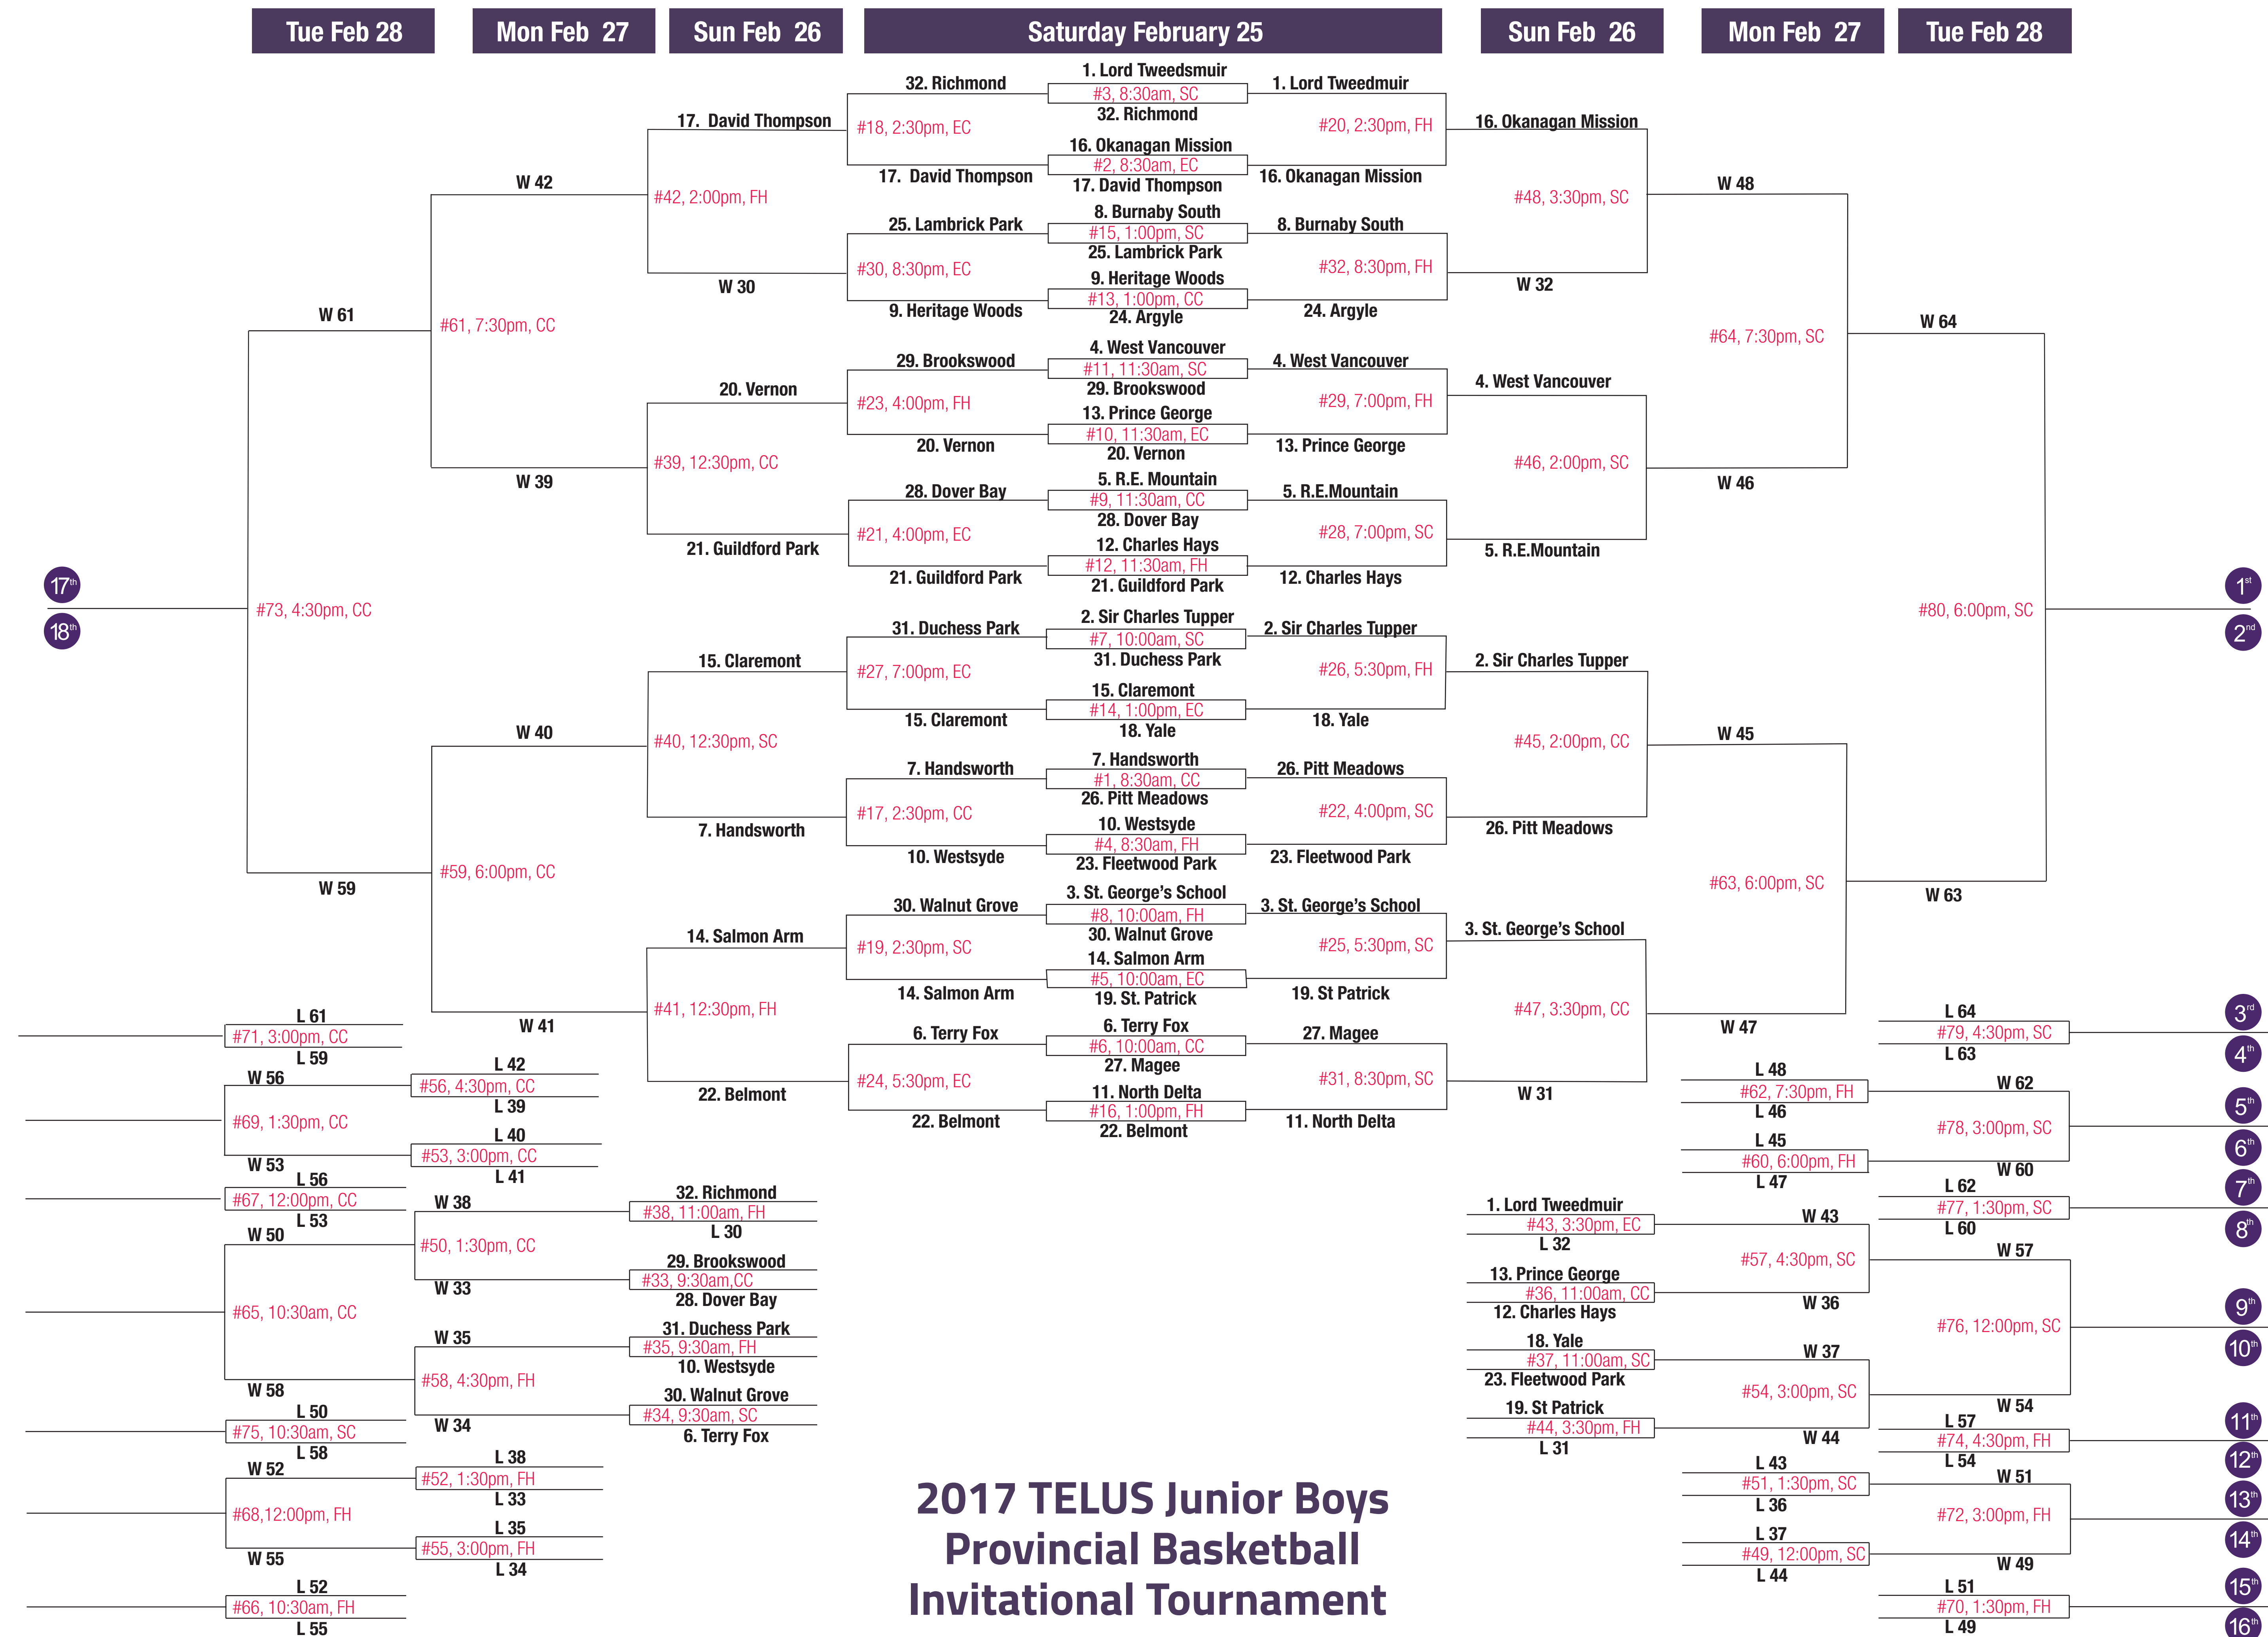 Tue Feb 28
Mon Feb 27
Sun Feb 26
Saturday February 25
Sun Feb 26
Mon Feb 27
Tue Feb 28
W 61
#73, 4:30pm, CC
W 59
17th
18th
W 42
#61, 7:30pm, CC
W 39
W 40
#59, 6:00pm, CC
W 41
17. David Thompson
#42, 2:00pm, FH
W 30
20. Vernon
#39, 12:30pm, CC
21. Guildford Park
15. Claremont
#40, 12:30pm, SC
7. Handsworth
14. Salmon Arm
#41, 12:30pm, FH
22. Belmont
32. Richmond
#18, 2:30pm, EC
17. David Thompson
25. Lambrick Park
#30, 8:30pm, EC
9. Heritage Woods
29. Brookswood
#23, 4:00pm, FH
20. Vernon
28. Dover Bay
#21, 4:00pm, EC
21. Guildford Park
31. Duchess Park
#27, 7:00pm, EC
15. Claremont
7. Handsworth
#17, 2:30pm, CC
10. Westsyde
30. Walnut Grove
#19, 2:30pm, SC
14. Salmon Arm
6. Terry Fox
#24, 5:30pm, EC
22. Belmont
1. Lord Tweedsmuir
#3, 8:30am, SC
32. Richmond
16. Okanagan Mission
#2, 8:30am, EC
17. David Thompson
8. Burnaby South
#15, 1:00pm, SC
25. Lambrick Park
9. Heritage Woods
#13, 1:00pm, CC
24. Argyle
4. West Vancouver
#11, 11:30am, SC
29. Brookswood
13. Prince George
#10, 11:30am, EC
20. Vernon
5. R.E. Mountain
#9, 11:30am, CC
28. Dover Bay
12. Charles Hays
#12, 11:30am, FH
21. Guildford Park
2. Sir Charles Tupper
#7, 10:00am, SC
31. Duchess Park
15. Claremont
#14, 1:00pm, EC
18. Yale
7. Handsworth
#1, 8:30am, CC
26. Pitt Meadows
10. Westsyde
#4, 8:30am, FH
23. Fleetwood Park
3. St. George's School
#8, 10:00am, FH
30. Walnut Grove
14. Salmon Arm
#5, 10:00am, EC
19. St. Patrick
6. Terry Fox
#6, 10:00am, CC
27. Magee
11. North Delta
#16, 1:00pm, FH
22. Belmont
1. Lord Tweedmuir
#20, 2:30pm, FH
16. Okanagan Mission
8. Burnaby South
#32, 8:30pm, FH
24. Argyle
4. West Vancouver
#29, 7:00pm, FH
13. Prince George
5. R.E.Mountain
#28, 7:00pm, SC
12. Charles Hays
2. Sir Charles Tupper
#26, 5:30pm, FH
18. Yale
26. Pitt Meadows
#22, 4:00pm, SC
23. Fleetwood Park
3. St. George's School
#25, 5:30pm, SC
19. St Patrick
27. Magee
#31, 8:30pm, SC
11. North Delta
16. Okanagan Mission
#48, 3:30pm, SC
W 32
4. West Vancouver
#46, 2:00pm, SC
5. R.E.Mountain
2. Sir Charles Tupper
#45, 2:00pm, CC
26. Pitt Meadows
3. St. George's School
#47, 3:30pm, CC
W 31
W 48
#64, 7:30pm, SC
W 46
W 45
#63, 6:00pm, SC
W 47
W 64
#80, 6:00pm, SC
W 63
1st
2nd
L 61
#71, 3:00pm, CC
L 59
W 56
#69, 1:30pm, CC
W 53
L 56
#67, 12:00pm, CC
L 53
W 50
#65, 10:30am, CC
W 58
L 50
#75, 10:30am, SC
L 58
W 52
#68,12:00pm, FH
W 55
L 52
#66, 10:30am, FH
L 55
L 42
#56, 4:30pm, CC
L 39
L 40
#53, 3:00pm, CC
L 41
W 38
#50, 1:30pm, CC
W 33
W 35
#58, 4:30pm, FH
W 34
L 38
#52, 1:30pm, FH
L 33
L 35
#55, 3:00pm, FH
L 34
32. Richmond
#38, 11:00am, FH
L 30
29. Brookswood
#33, 9:30am,CC
28. Dover Bay
31. Duchess Park
#35, 9:30am, FH
10. Westsyde
30. Walnut Grove
#34, 9:30am, SC
6. Terry Fox
1. Lord Tweedmuir
#43, 3:30pm, EC
L 32
13. Prince George
#36, 11:00am, CC
12. Charles Hays
18. Yale
#37, 11:00am, SC
23. Fleetwood Park
19. St Patrick
#44, 3:30pm, FH
L 31
L 48
#62, 7:30pm, FH
L 46
L 45
#60, 6:00pm, FH
L 47
W 43
#57, 4:30pm, SC
W 36
W 37
#54, 3:00pm, SC
W 44
L 43
#51, 1:30pm, SC
L 36
L 37
#49, 12:00pm, SC
L 44
L 64
#79, 4:30pm, SC
L 63
W 62
#78, 3:00pm, SC
W 60
L 62
#77, 1:30pm, SC
L 60
W 57
#76, 12:00pm, SC
W 54
L 57
#74, 4:30pm, FH
L 54
W 51
#72, 3:00pm, FH
W 49
L 51
#70, 1:30pm, FH
L 49
3rd
4th
5th
6th
7th
8th
9th
10th
11th
12th
13th
14th
15th
16th
2017 TELUS Junior Boys
Provincial Basketball
Invitational Tournament